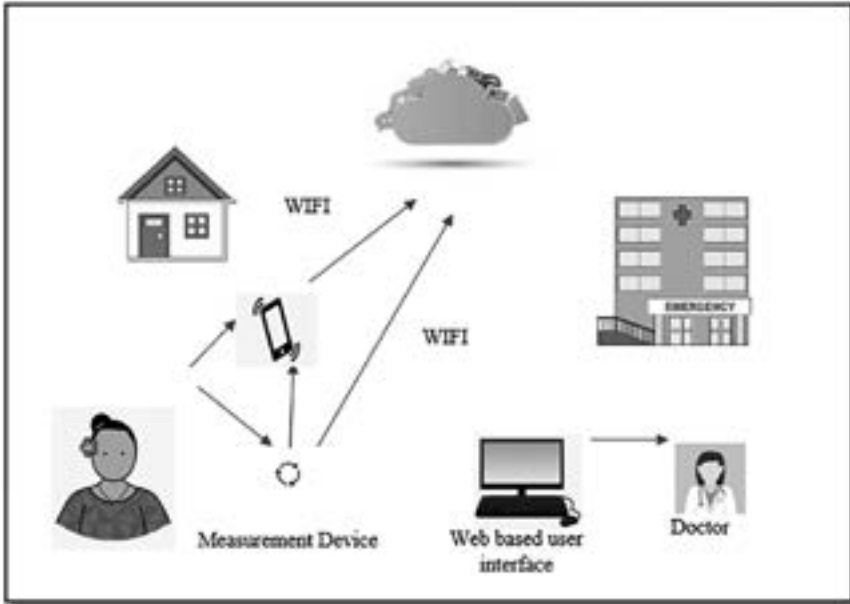 WIFI
EMERGENCY
WIFI
Measurement Device
Web based user
interface
Doctor